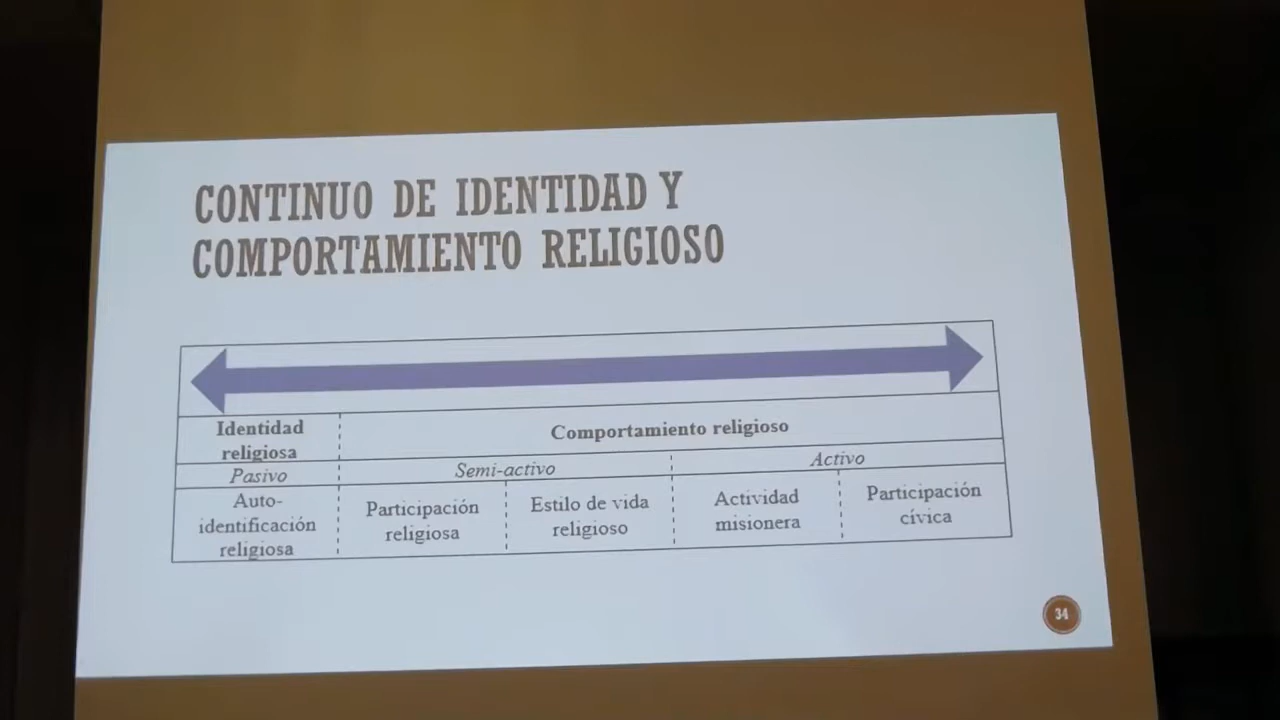 CONTINUO DE IDENTIDAD Y
COMPORTAMIENTO RELIGIOSO
Identidad
religiosa
Comportamiento religioso
Pasivo
Semi-activo
Activo
Auto-
identificación
religiosa
Participación
religiosa
Estilo de vida
religioso
Actividad
misionera
Participación
cívica
34